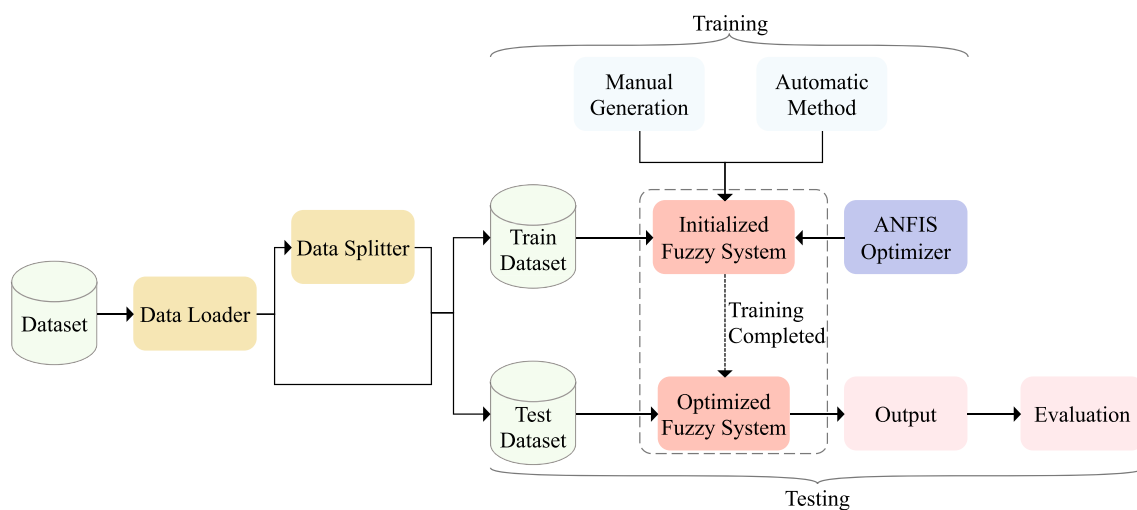 Training
Manual
Generation
Automatic
Method
Data Splitter
Train
Dataset
Initialized
Fuzzy System
ANFIS
Optimizer
Dataset
Data Loader
Training
Completed
Test
Dataset
Optimized
Fuzzy System
Output
Evaluation
Testing